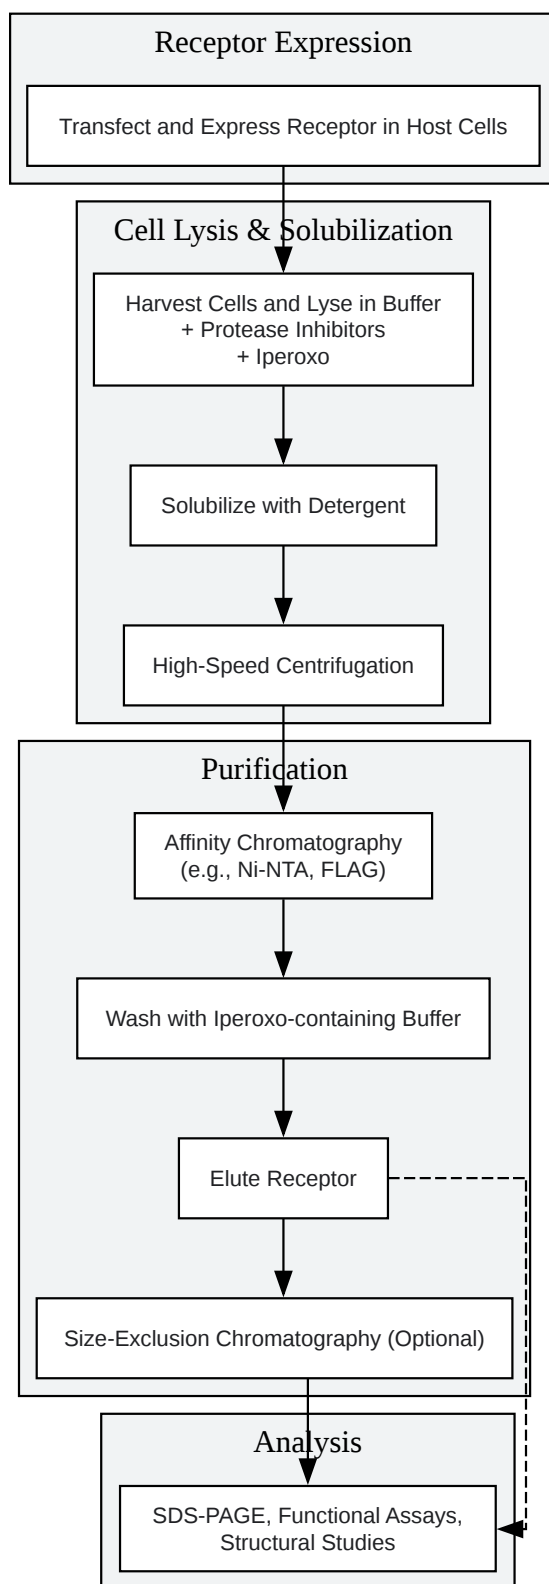 Receptor Expression
Transfect and Express Receptor in Host Cells
Cell Lysis & Solubilization
Harvest Cells and Lyse in Buffer
+ Protease Inhibitors
+ Iperoxo
Solubilize with Detergent
High-Speed Centrifugation
Purification
Affinity Chromatography
(e.g., Ni-NTA, FLAG)
Wash with Iperoxo-containing Buffer
Elute Receptor
Size-Exclusion Chromatography (Optional)
Analysis
SDS-PAGE, Functional Assays,
Structural Studies